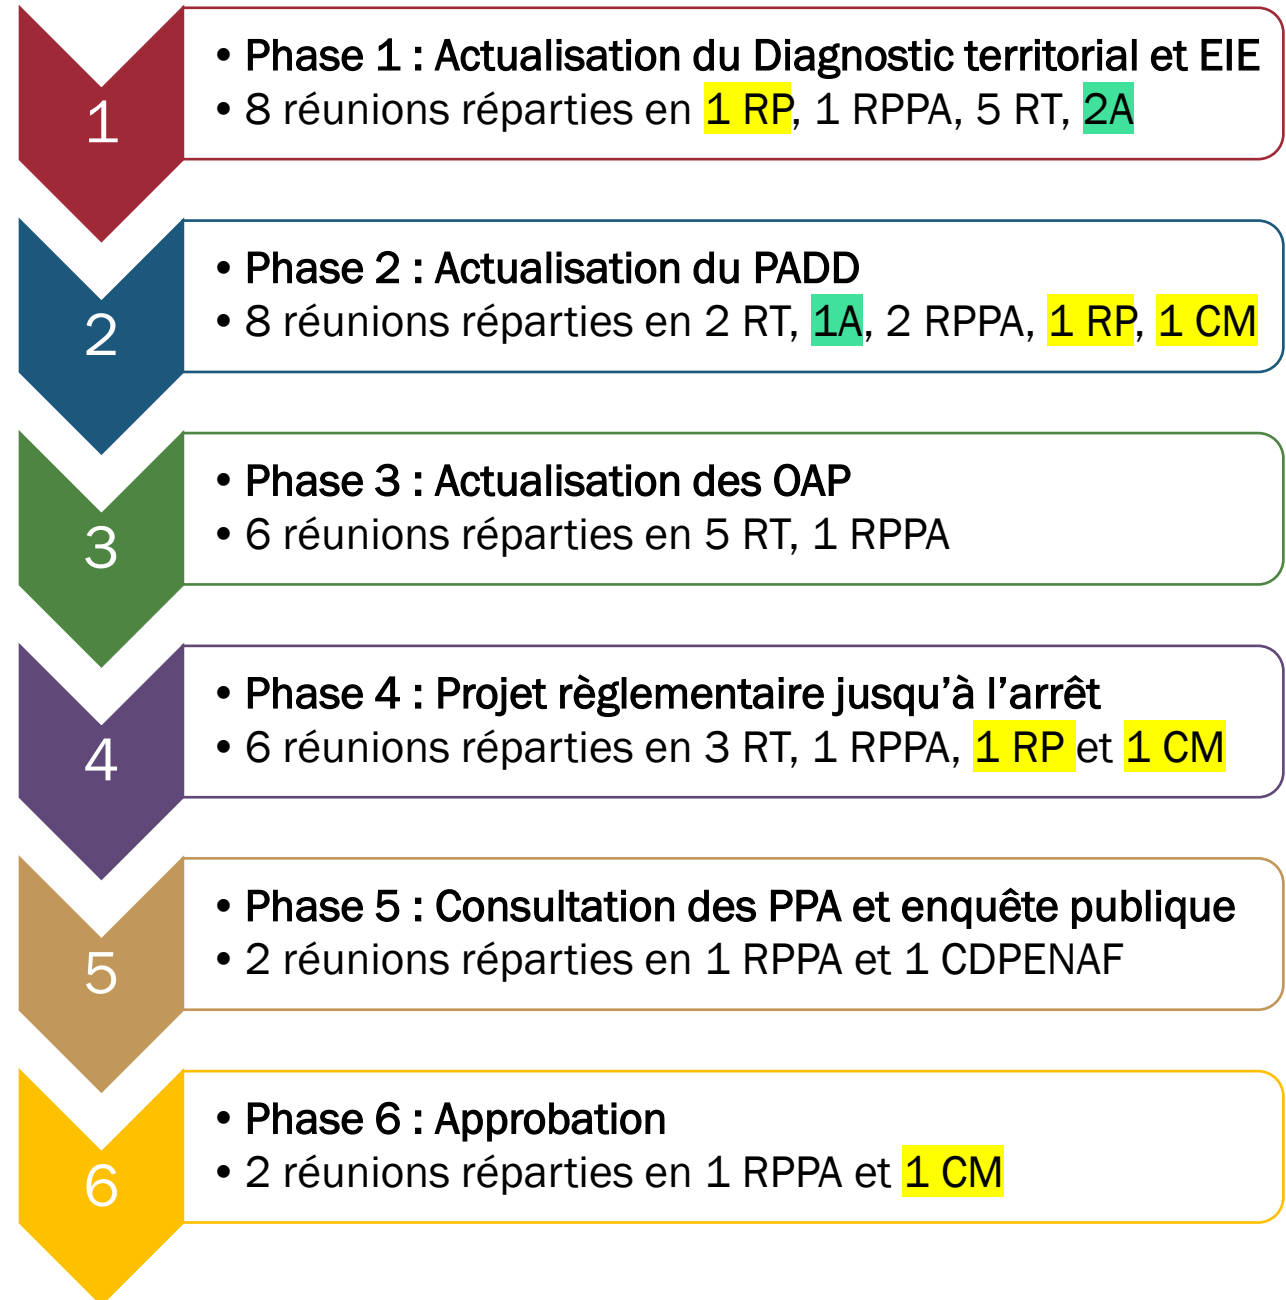 1
• Phase 1 : Actualisation du Diagnostic territorial et EIE
• 8 réunions réparties en 1 RP, 1 RPPA, 5 RT, 2A
2
• Phase 2 : Actualisation du PADD
• 8 réunions réparties en 2 RT, 1A, 2 RPPA, 1 RP, 1 CM
3
• Phase 3 : Actualisation des OAP
• 6 réunions réparties en 5 RT, 1 RPPA
4
• Phase 4 : Projet règlementaire jusqu’à l’arrêt
• 6 réunions réparties en 3 RT, 1 RPPA, 1 RP et 1 CM
5
• Phase 5 : Consultation des PPA et enquête publique
• 2 réunions réparties en 1 RPPA et 1 CDPENAF
6
• Phase 6 : Approbation
• 2 réunions réparties en 1 RPPA et 1 CM